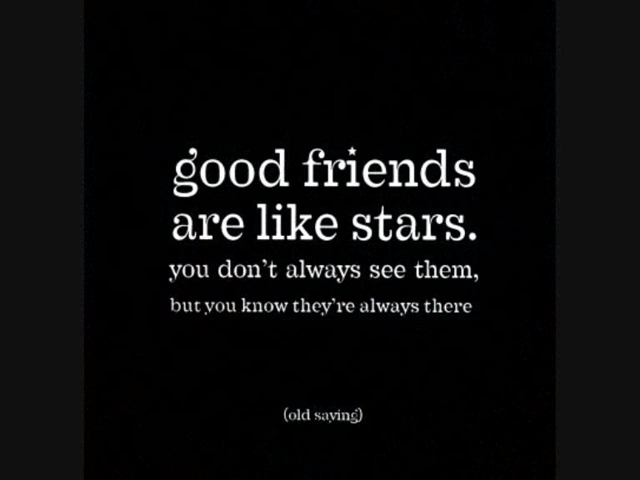 good friends
are like stars.
you don't always see them,
but you know they're always there
(old saying)